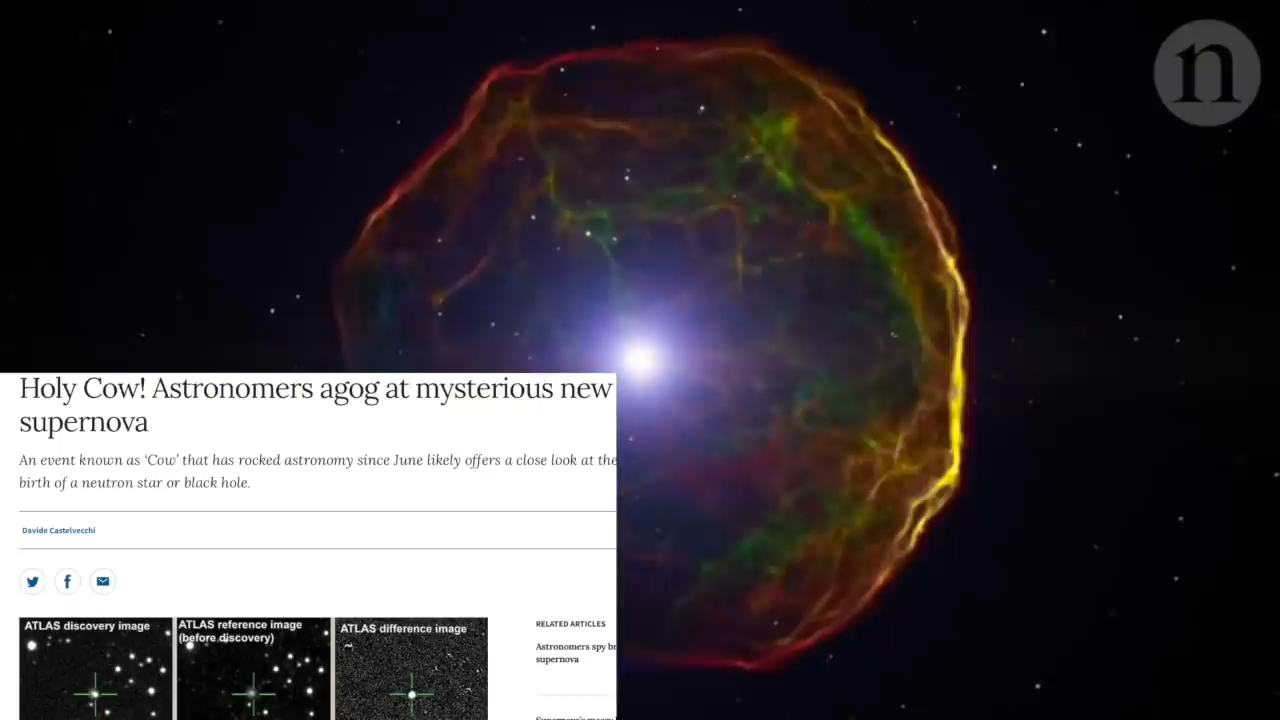 n
Holy Cow! Astronomers agog at mysterious new
supernova
An event known as ‘Cow’ that has rocked astronomy since June likely offers a close look at the
birth of a neutron star or black hole.
Davide Castelvecchi
ATLAS discovery image
ATLAS reference image
(before discovery)
ATLAS difference image
RELATED ARTICLES
Astronomers spy
supernova